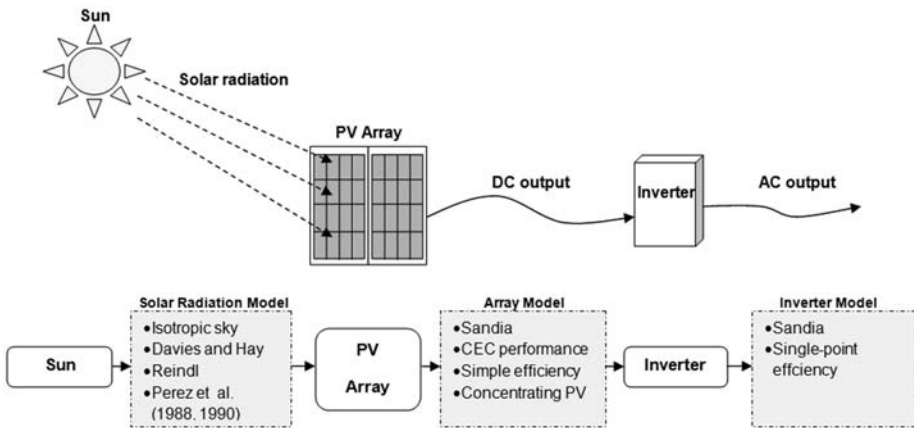 Sun
Solar radiation
PV Array
DC output
Inverter
AC output
Solar Radiation Model
•Isotropic sky
•Davies and Hay
•Reindl
•Perez et al.
(1988, 1990)
Array Model
•Sandia
•CEC performance
•Simple efficiency
•Concentrating PV
Inverter Model
•Sandia
•Single-point
effciency
Sun
PV
Array
Inverter